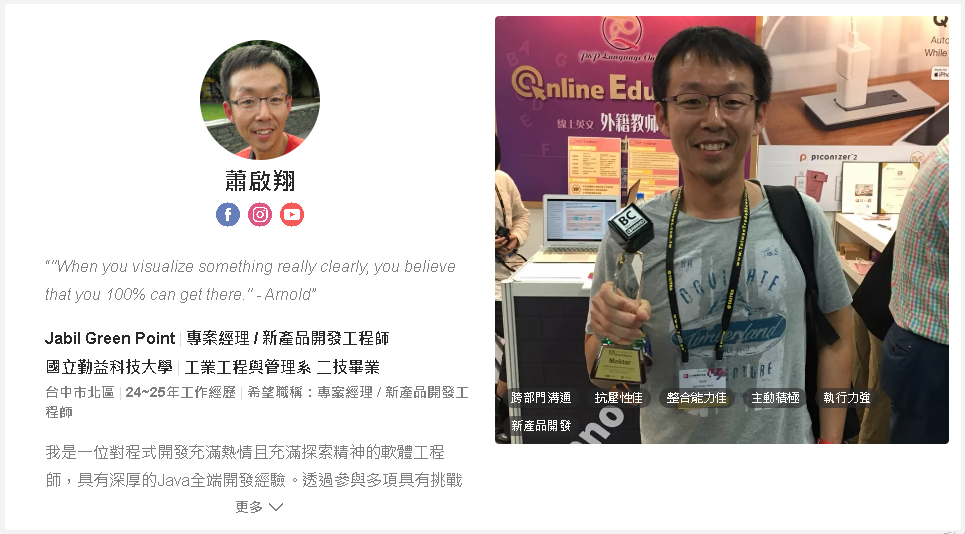 蕭啟翔
“"When you visualize something really clearly, you believe
that you 100% can get there." - Arnold”
Jabil Green Point | 專案經理 / 新產品開發工程師
國立勤益科技大學 | 工業工程與管理系 二技畢業
台中市北區 | 24~25年工作經歷 | 希望職稱：專案經理 / 新產品開發工
程師
我是一位對程式開發充滿熱情且充滿探索精神的軟體工程
師，具有深厚的Java全端開發經驗。透過參與多項具有挑戰
更多
P&P Language On
Online Edu
線上英文 外籍教師
Auto
While
piconizer 2
BC
Maktar
Timberland
跨部門溝通 抗壓性佳 整合能力佳 主動積極 執行力強
新產品開發